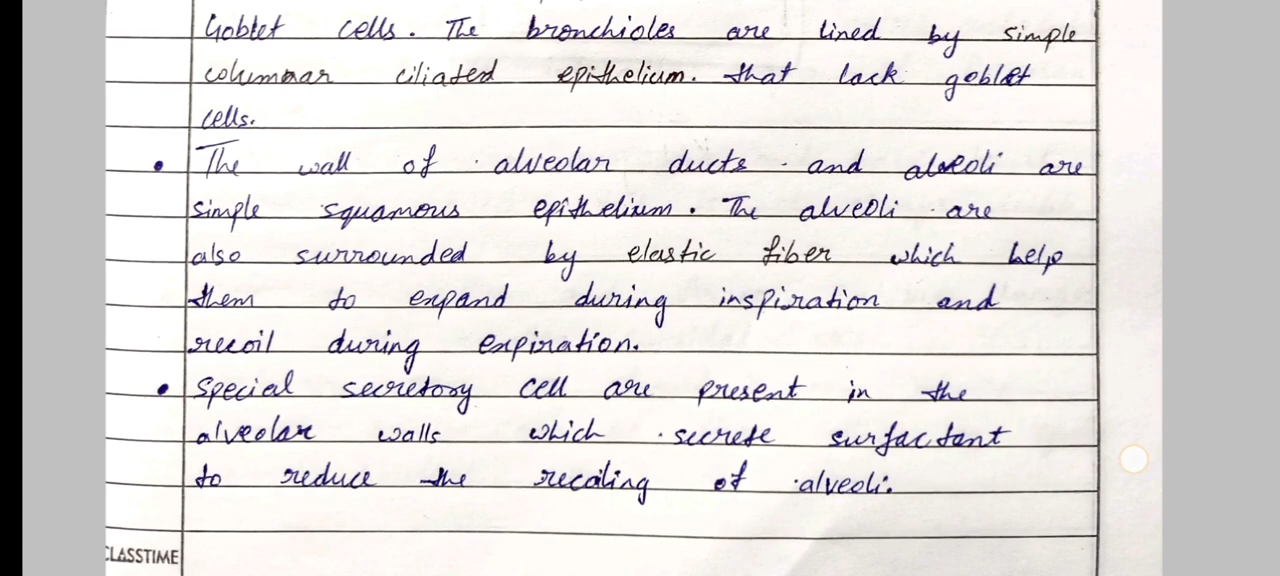 Goblet cells. The bronchioles are lined by simple
columnar ciliated epithelium. that lack goblet
cells.
• The wall of alveolar ducts and alveoli are
simple squamous epithelium. The alveoli are
also surrounded by elastic fiber which help
them to expand during inspiration and
recoil during expiration.
• Special secretory cell are present in the
alveolar walls which secrete surfactant
to reduce the recoiling of alveoli.
CLASSTIME